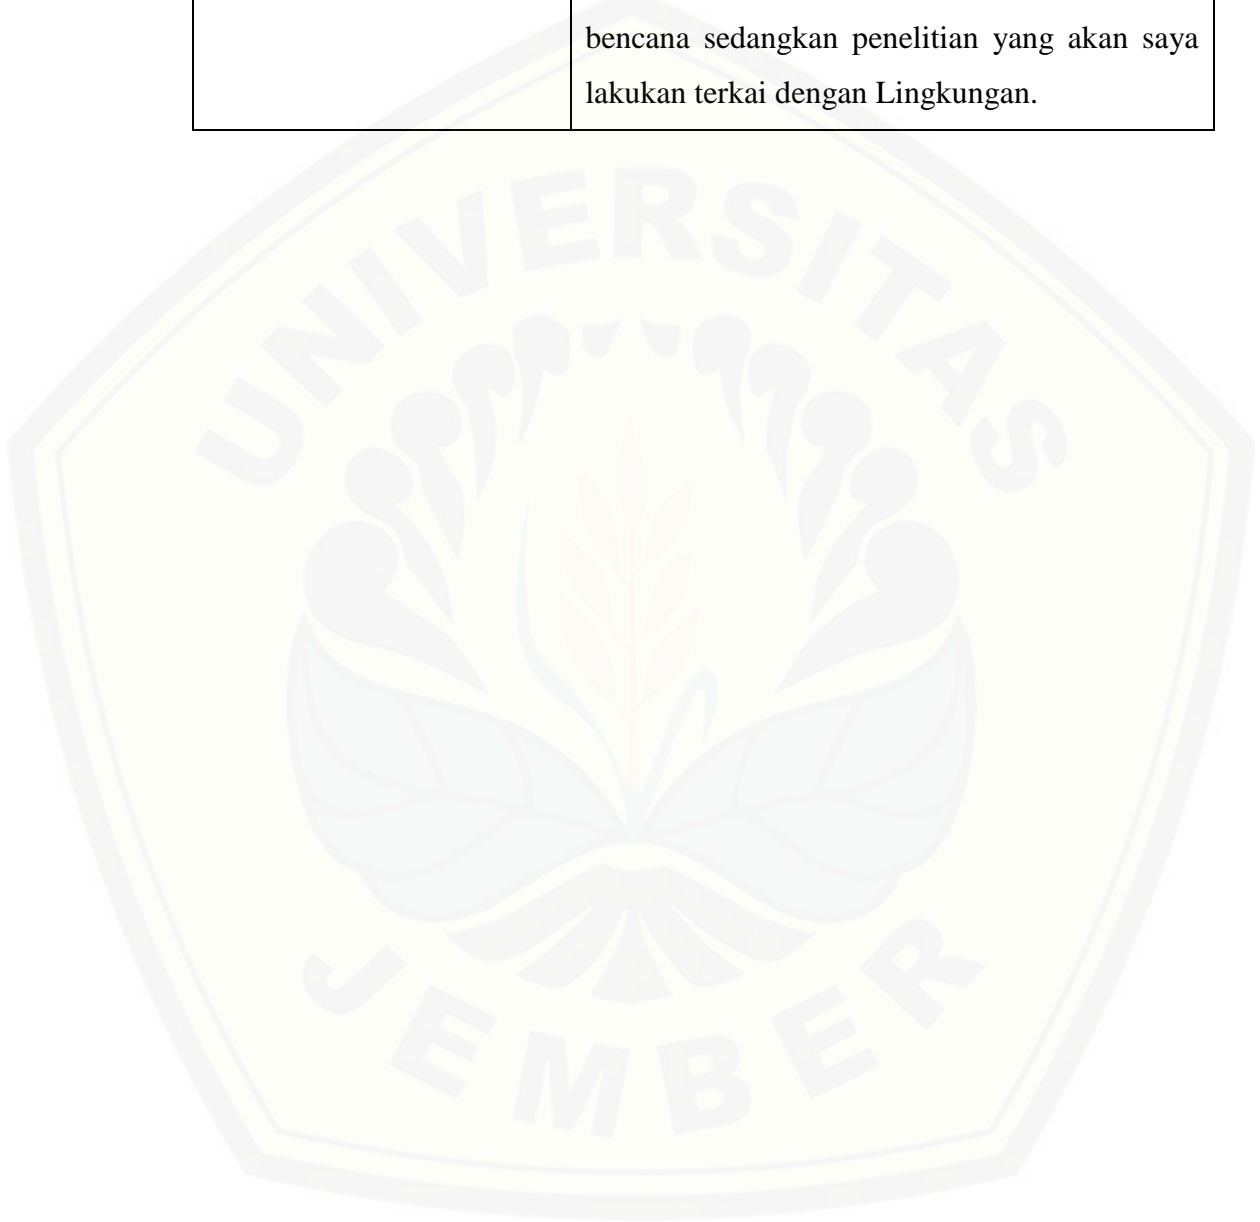 bencana sedangkan penelitian yang akan saya
lakukan terkai dengan Lingkungan.
UNIVERSITAS
JEMBER